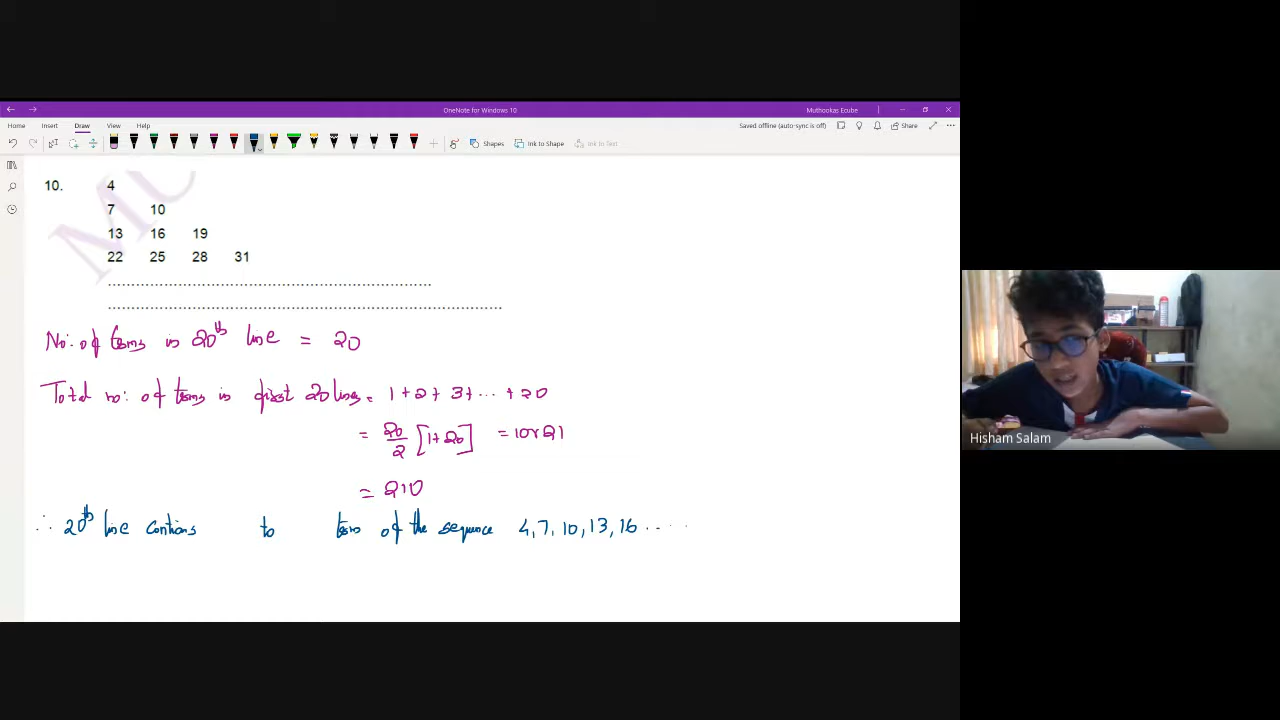 OneNote for Windows 10
Muthookas Ecube
Home Insert Draw View Help
Saved offline (auto-sync is off)
Share
Shapes
Ink to Shape
Ink to Text
10. 4
7 10
13 16 19
22 25 28 31
...............................................................
.............................................................................
No: of terms in 20th line = 20
Total no: of terms in first 20 lines = 1+2+ 3+ ... + 20
= 20/2 [1+20] = 10×21
= 210
∴ 20th line contians to term of the sequence 4,7,10,13,16 .....
Hisham Salam